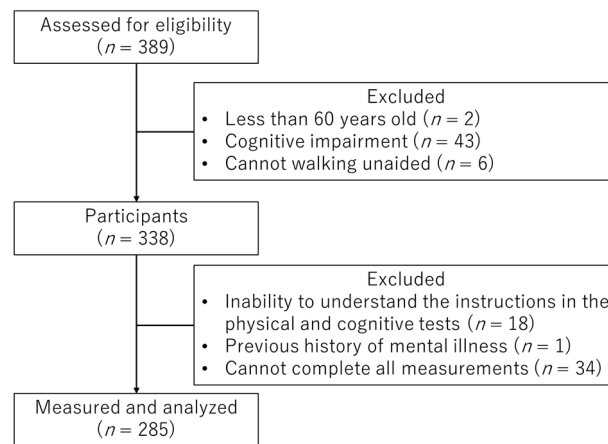 Assessed for eligibility
(n = 389)
Excluded
• Less than 60 years old (n = 2)
• Cognitive impairment (n = 43)
• Cannot walking unaided (n = 6)
Participants
(n = 338)
Excluded
• Inability to understand the instructions in the
physical and cognitive tests (n = 18)
• Previous history of mental illness (n = 1)
• Cannot complete all measurements (n = 34)
Measured and analyzed
(n = 285)